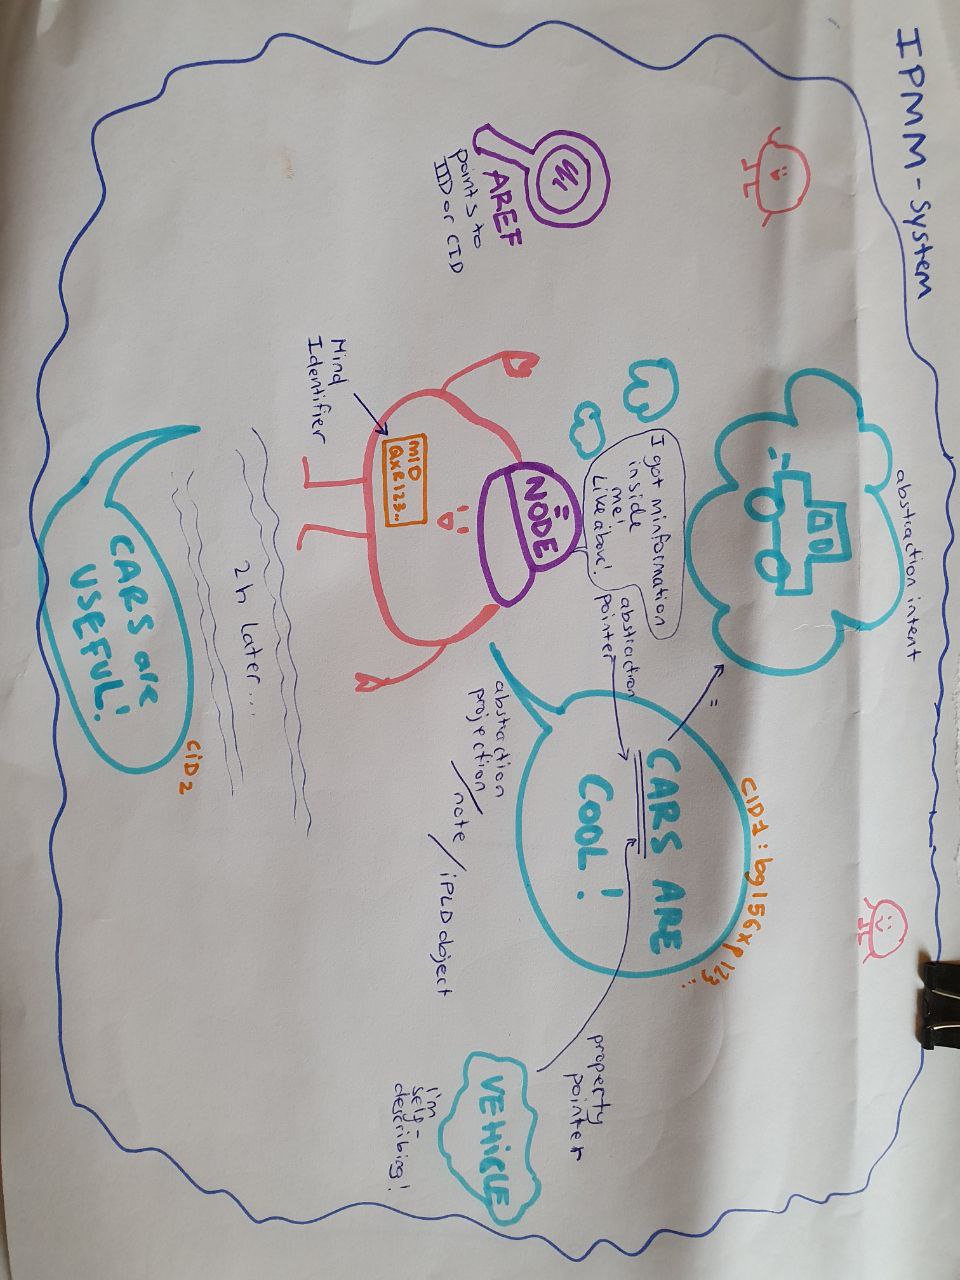 IPMM-System
abstraction intent
CID1: bg156xp123...
CARS ARE
COOL!
=
I got minformation
inside
me!
Like above!
abstraction
pointer
property
pointer
NODE
AREF
points to
IID or CID
VEHICLE
abstraction
projection
/note/iPLD object
I'm
self-
describing!
MID
QxR123..
Mind
Identifier
2h Later...
CiD2
CARS are
USEFUL!